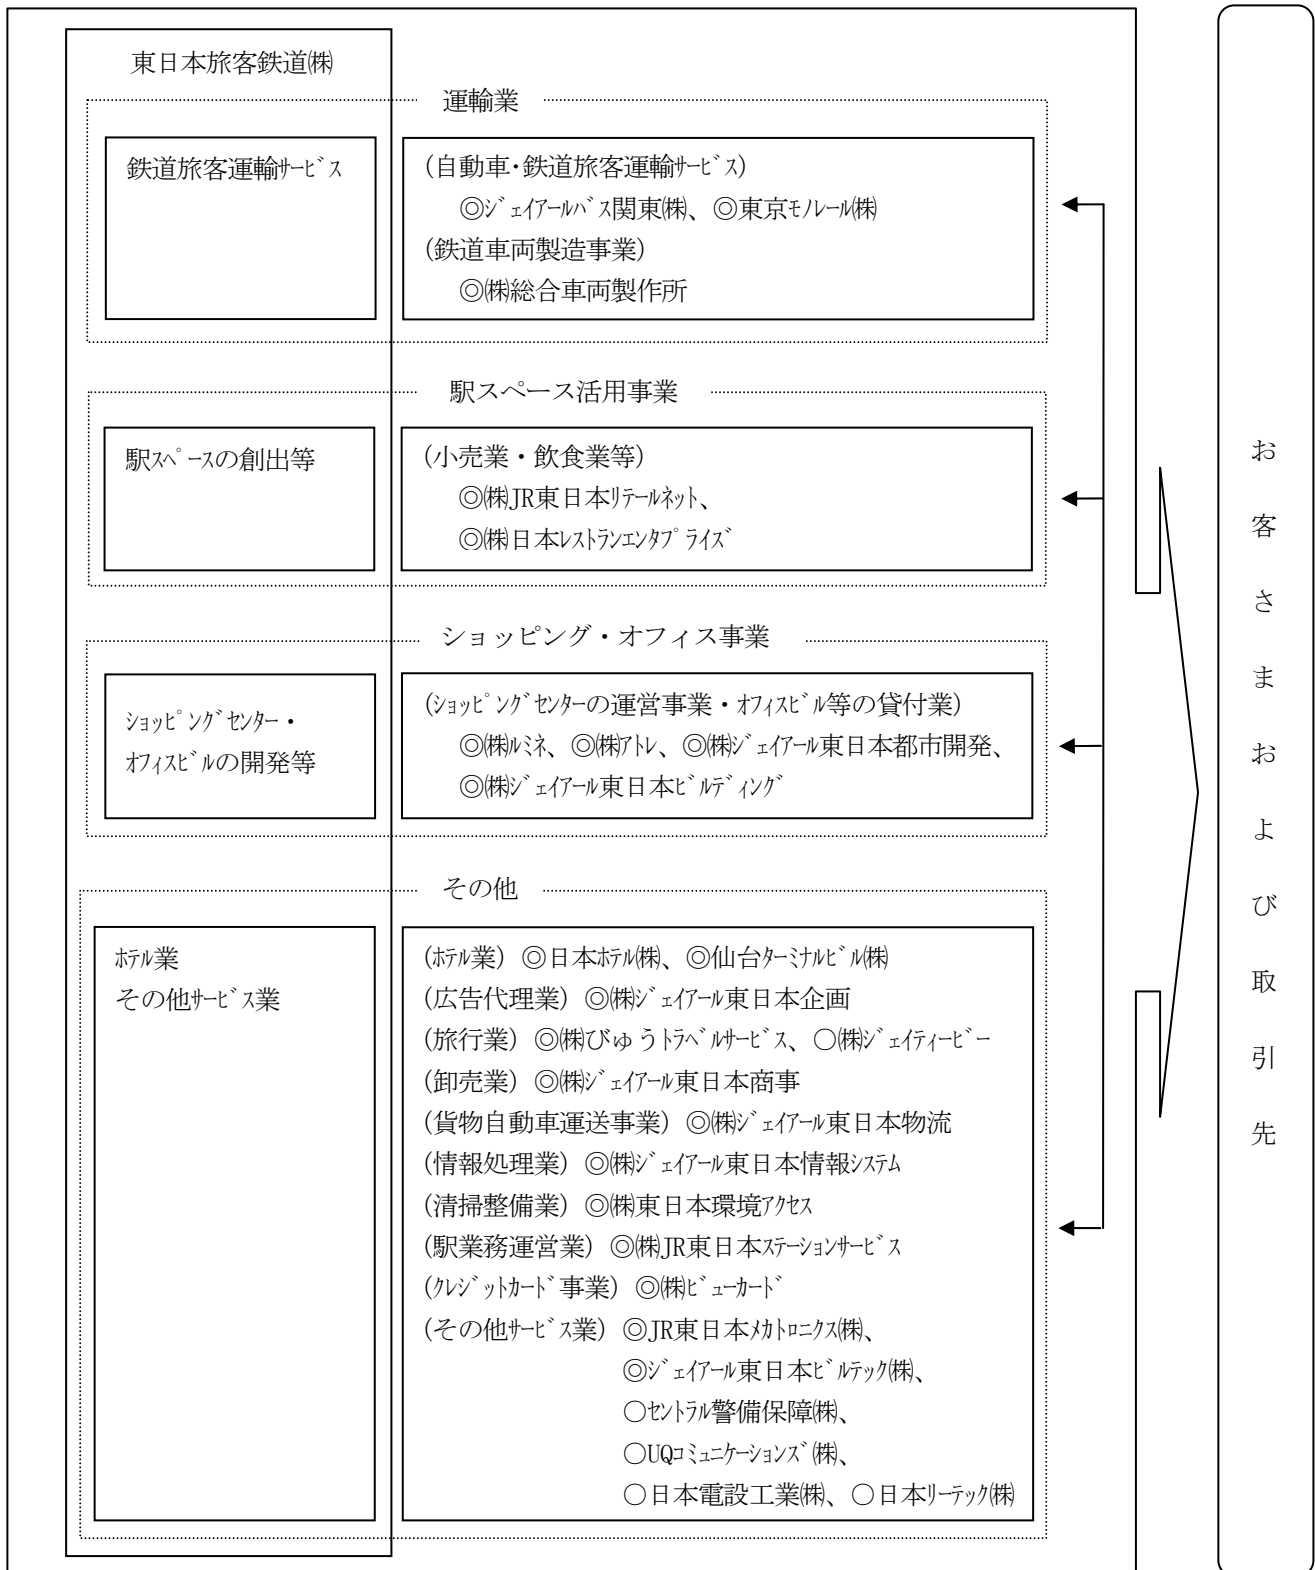 東日本旅客鉄道㈱
運輸業
鉄道旅客運輸ｻｰﾋﾞｽ
(自動車・鉄道旅客運輸ｻｰﾋﾞｽ)
◎ｼﾞｪｲｱｰﾙﾊﾞｽ関東㈱、◎東京ﾓﾉﾚｰﾙ㈱
(鉄道車両製造事業)
◎㈱総合車両製作所
駅スペース活用事業
駅ｽﾍﾟｰｽの創出等
(小売業・飲食業等)
◎㈱JR東日本ﾘﾃｰﾙﾈｯﾄ、
◎㈱日本ﾚｽﾄﾗﾝｴﾝﾀﾌﾟﾗｲｽﾞ
ショッピング・オフィス事業
ｼｮｯﾋﾟﾝｸﾞｾﾝﾀｰ・
ｵﾌｨｽﾋﾞﾙの開発等
(ｼｮｯﾋﾟﾝｸﾞｾﾝﾀｰの運営事業・ｵﾌｨｽﾋﾞﾙ等の貸付業)
◎㈱ﾙﾐﾈ、◎㈱ｱﾄﾚ、◎㈱ｼﾞｪｲｱｰﾙ東日本都市開発、
◎㈱ｼﾞｪｲｱｰﾙ東日本ﾋﾞﾙﾃﾞｨﾝｸﾞ
その他
ﾎﾃﾙ業
その他ｻｰﾋﾞｽ業
(ﾎﾃﾙ業) ◎日本ﾎﾃﾙ㈱、◎仙台ﾀｰﾐﾅﾙﾋﾞﾙ㈱
(広告代理業) ◎㈱ｼﾞｪｲｱｰﾙ東日本企画
(旅行業) ◎㈱びゅうﾄﾗﾍﾞﾙｻｰﾋﾞｽ、○㈱ｼﾞｪｲﾃｨｰﾋﾞｰ
(卸売業) ◎㈱ｼﾞｪｲｱｰﾙ東日本商事
(貨物自動車運送事業) ◎㈱ｼﾞｪｲｱｰﾙ東日本物流
(情報処理業) ◎㈱ｼﾞｪｲｱｰﾙ東日本情報ｼｽﾃﾑ
(清掃整備業) ◎㈱東日本環境ｱｸｾｽ
(駅業務運営業) ◎㈱JR東日本ｽﾃｰｼｮﾝｻｰﾋﾞｽ
(ｸﾚｼﾞｯﾄｶｰﾄﾞ事業) ◎㈱ﾋﾞｭｰｶｰﾄﾞ
(その他ｻｰﾋﾞｽ業) ◎JR東日本ﾒｶﾄﾛﾆｸｽ㈱、
◎ｼﾞｪｲｱｰﾙ東日本ﾋﾞﾙﾃｯｸ㈱、
○ｾﾝﾄﾗﾙ警備保障㈱、
○UQｺﾐｭﾆｹｰｼｮﾝｽﾞ㈱、
○日本電設工業㈱、○日本ﾘｰﾃｯｸ㈱
お客さまおよび取引先